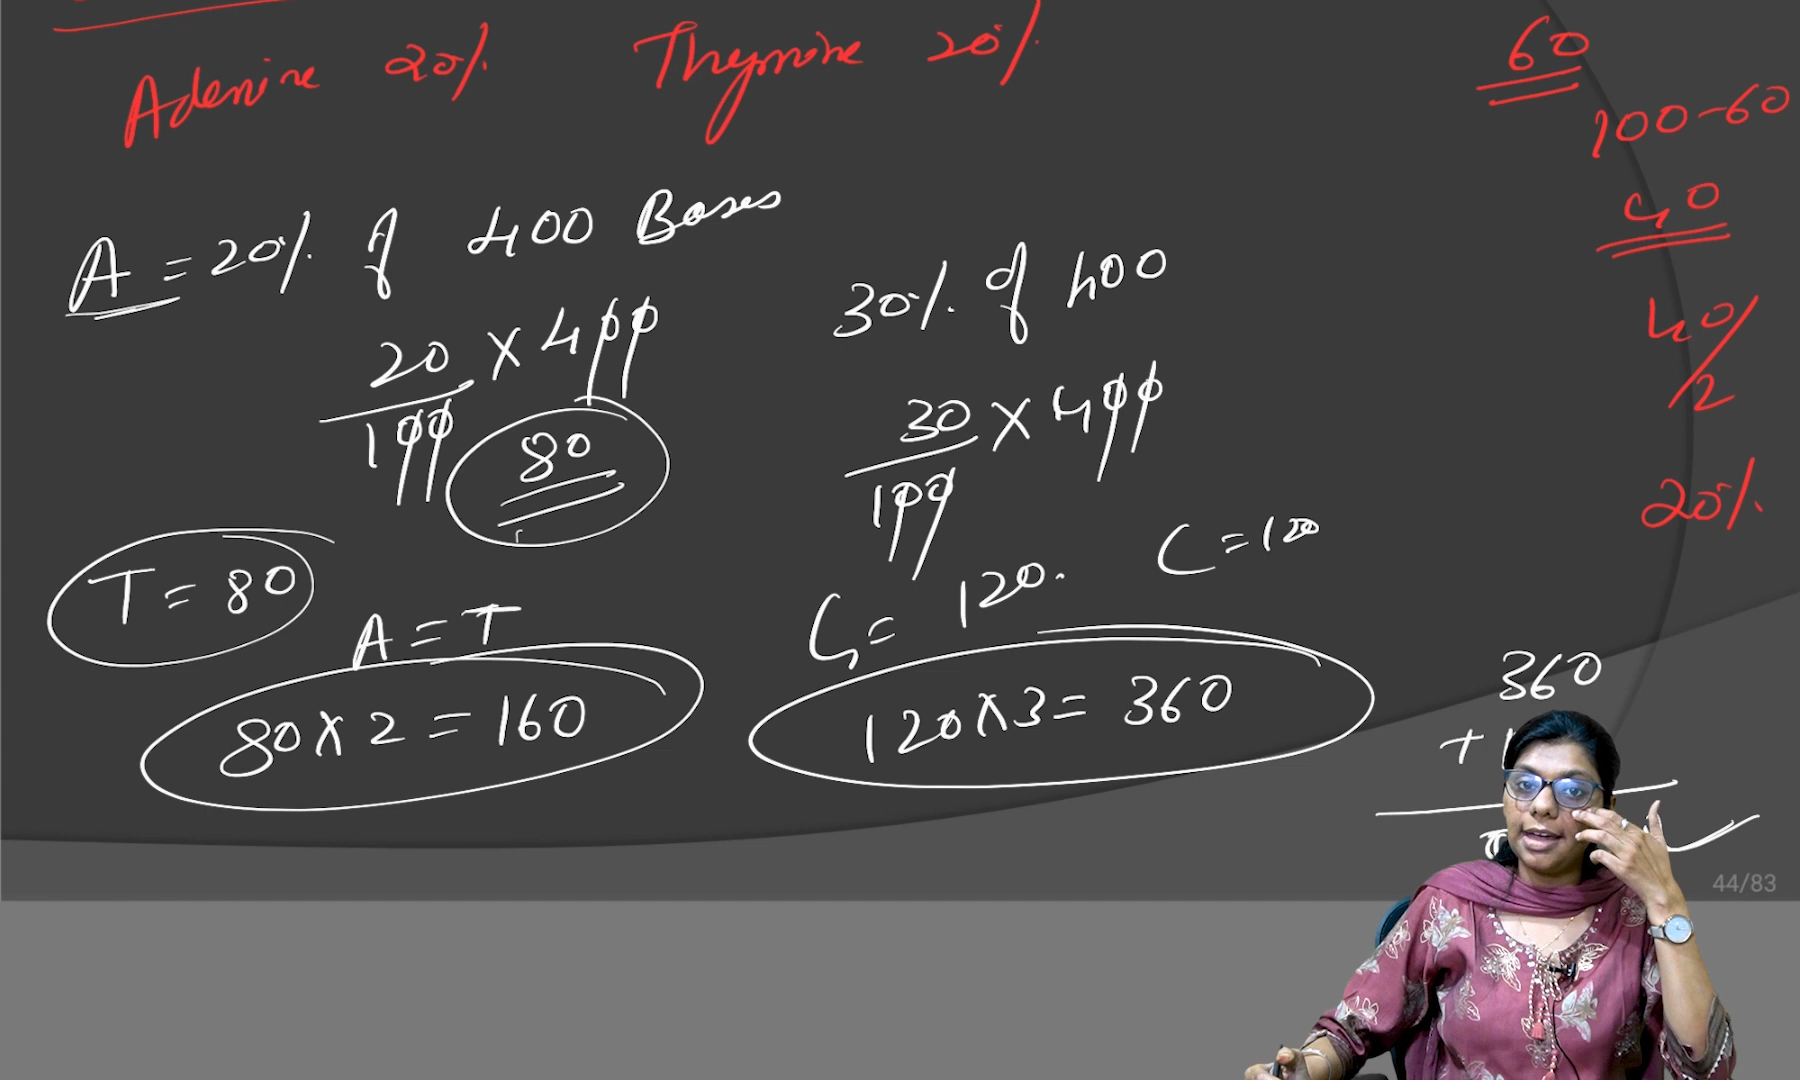 Adenine 20% Thymine 20%
60
100-60
40
40/2
20%
A = 20% of 400 Bases
20/100 × 400
80
30% of 400
30/100 × 400
T = 80
A = T
G = 120. C = 120
80 × 2 = 160
120 × 3 = 360
360
+
44/83